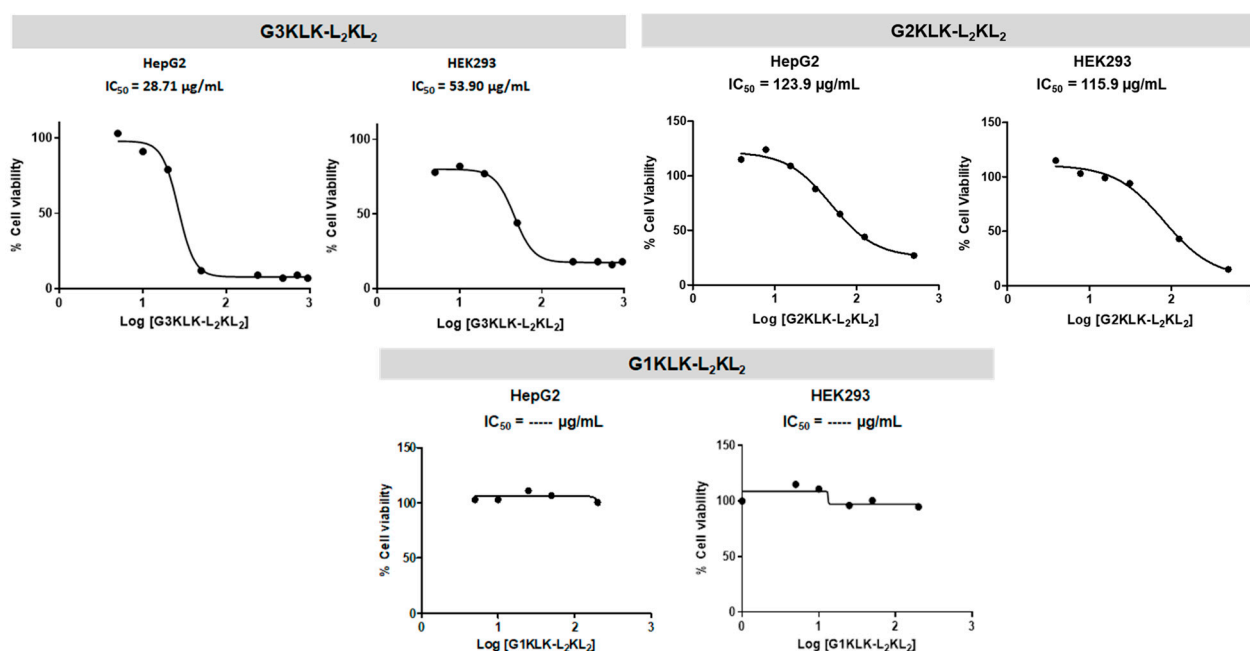 G3KLK-L₂KL₂
HepG2
IC₅₀ = 28.71 µg/mL
% Cell viability
100
50
0
0 1 2 3
Log [G3KLK-L₂KL₂]
HEK293
IC₅₀ = 53.90 µg/mL
% Cell viability
100
50
0
0 1 2 3
Log [G3KLK-L₂KL₂]
G2KLK-L₂KL₂
HepG2
IC₅₀ = 123.9 µg/mL
% Cell Viability
150
100
50
0
0 1 2 3
Log [G2KLK-L₂KL₂]
HEK293
IC₅₀ = 115.9 µg/mL
% Cell Viability
150
100
50
0
0 1 2 3
Log [G2KLK-L₂KL₂]
G1KLK-L₂KL₂
HepG2
IC₅₀ = ----- µg/mL
% Cell viability
150
100
50
0
1 2 3
Log [G1KLK-L₂KL₂]
HEK293
IC₅₀ = ----- µg/mL
% Cell viability
150
100
50
0
0 1 2 3
Log [G1KLK-L₂KL₂]